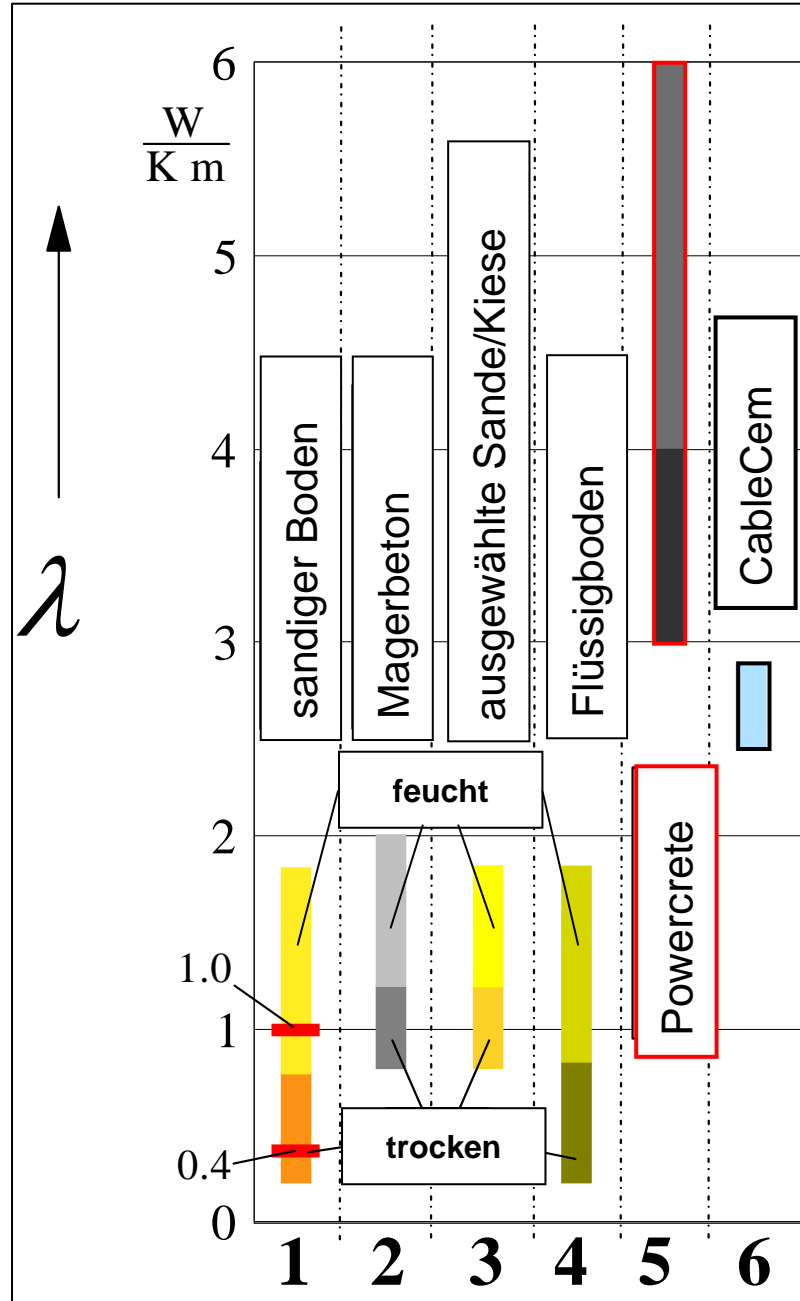 6
W
K m
5
4
3
2
1
0
λ
sandiger Boden
Magerbeton
ausgewählte Sande/Kiese
Flüssigboden
CableCem
feucht
Powercrete
1.0
0.4
trocken
1 2 3 4 5 6